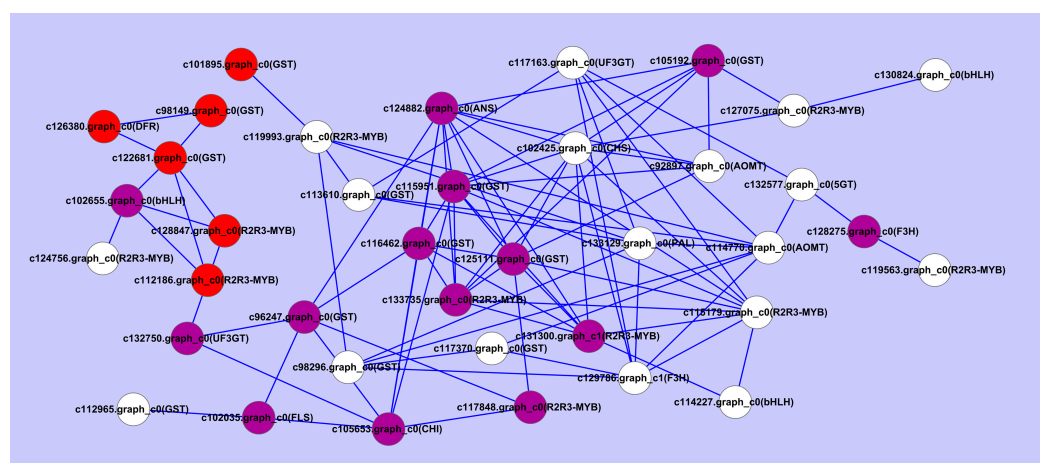 c117163.graph_c0(UF3GT)
c105192.graph_c0(GST)
c101895.graph_c0(GST)
c130824.graph_c0(bHLH)
c98149.graph_c0(GST)
c124882.graph_c0(ANS)
c127075.graph_c0(R2R3-MYB)
c126380.graph_c0(DFR)
c119993.graph_c0(R2R3-MYB)
c102425.graph_c0(CHS)
c122681.graph_c0(GST)
c92897.graph_c0(AOMT)
c132577.graph_c0(5GT)
c115951.graph_c0(GST)
c113610.graph_c0(GST)
c102655.graph_c0(bHLH)
c128847.graph_c0(R2R3-MYB)
c128275.graph_c0(F3H)
c116462.graph_c0(GST)
c133129.graph_c0(PAL)
c114770.graph_c0(AOMT)
c124756.graph_c0(R2R3-MYB)
c125111.graph_c0(GST)
c119563.graph_c0(R2R3-MYB)
c112186.graph_c0(R2R3-MYB)
c133735.graph_c0(R2R3-MYB)
c115179.graph_c0(R2R3-MYB)
c96247.graph_c0(GST)
c132750.graph_c0(UF3GT)
c131300.graph_c1(R2R3-MYB)
c117370.graph_c0(GST)
c98296.graph_c0(GST)
c129786.graph_c1(F3H)
c114227.graph_c0(bHLH)
c112965.graph_c0(GST)
c117848.graph_c0(R2R3-MYB)
c102035.graph_c0(FLS)
c105653.graph_c0(CHI)